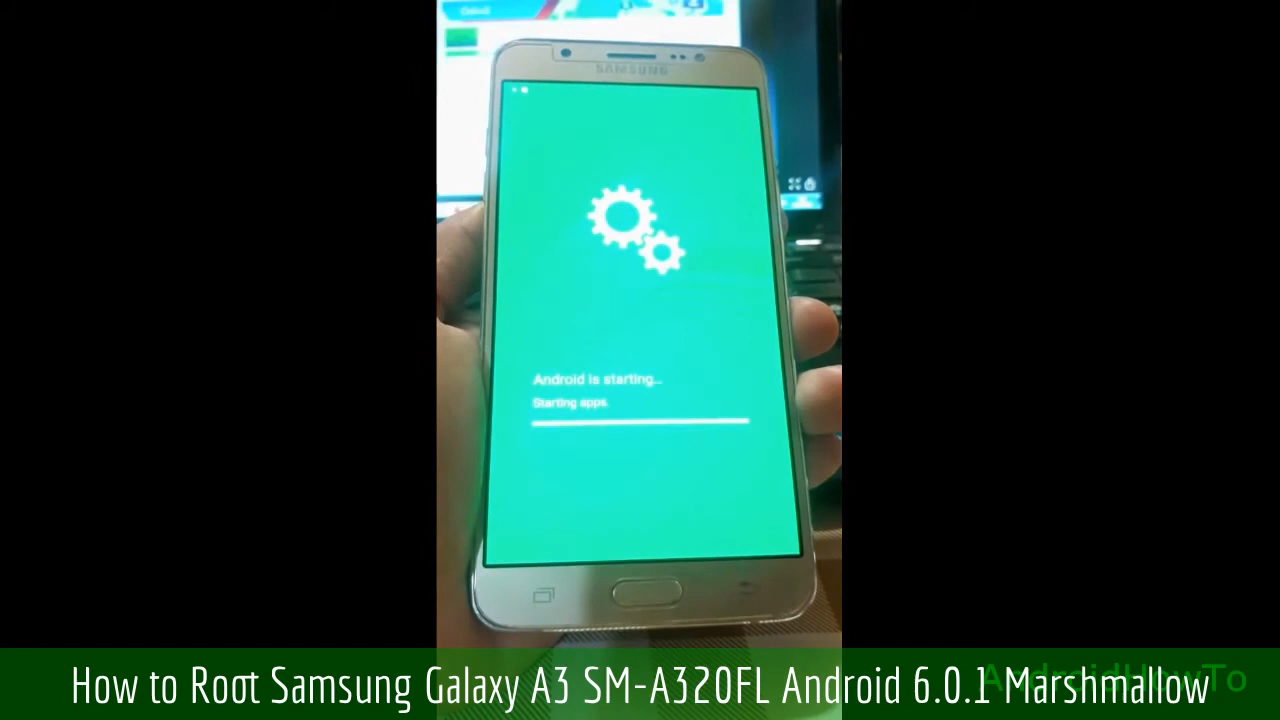 SAMSUNG
Android is starting...
Starting apps.
How to Root Samsung Galaxy A3 SM-A320FL Android 6.0.1 Marshmallow
AndroidHowTo